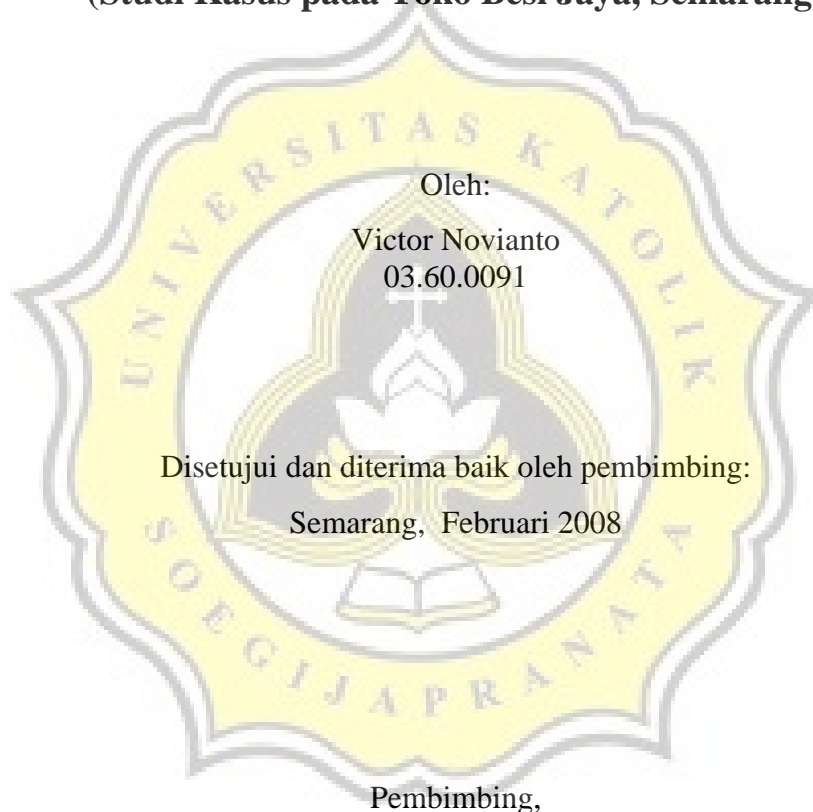 (Studi Kasus pada Toko Besi Jaya, Semarang
UNIVERSITAS KATOLIK
Oleh:
Victor Novianto
03.60.0091
Disetujui dan diterima baik oleh pembimbing:
Semarang, Februari 2008
SOEGIJAPRANATA
Pembimbing,